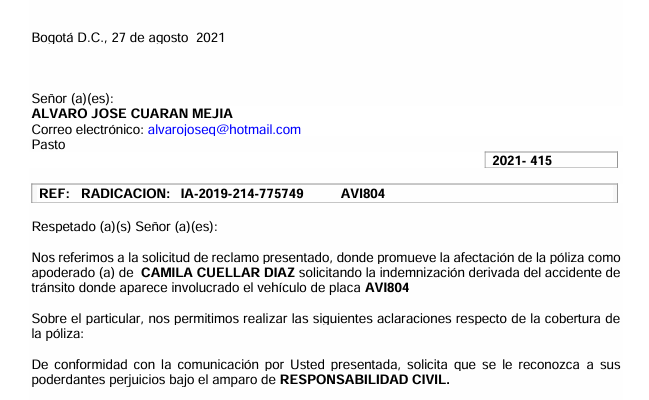 Bogotá D.C., 27 de agosto 2021
Señor (a)(es):
ALVARO JOSE CUARAN MEJIA
Correo electrónico: alvarojoseq@hotmail.com
Pasto
2021- 415
REF: RADICACION: IA-2019-214-775749 AVI804
Respetado (a)(s) Señor (a)(es):
Nos referimos a la solicitud de reclamo presentado, donde promueve la afectación de la póliza como
apoderado (a) de CAMILA CUELLAR DIAZ solicitando la indemnización derivada del accidente de
tránsito donde aparece involucrado el vehículo de placa AVI804
Sobre el particular, nos permitimos realizar las siguientes aclaraciones respecto de la cobertura de
la póliza:
De conformidad con la comunicación por Usted presentada, solicita que se le reconozca a sus
poderdantes perjuicios bajo el amparo de RESPONSABILIDAD CIVIL.